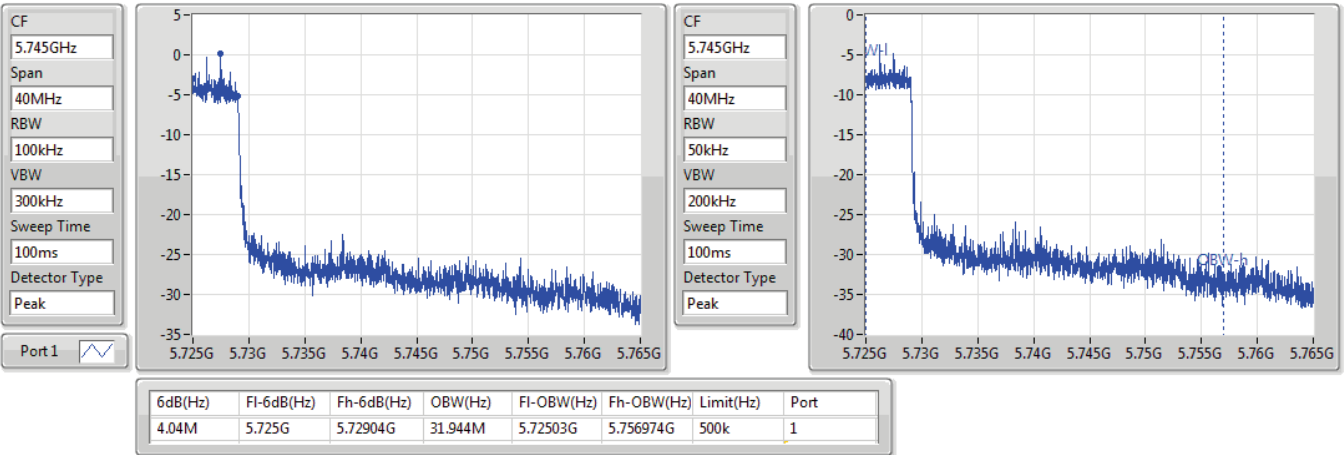 CF
5.745GHz
Span
40MHz
RBW
100kHz
VBW
300kHz
Sweep Time
100ms
Detector Type
Peak
Port 1
5
0
-5
-10
-15
-20
-25
-30
-35
5.725G 5.73G 5.735G 5.74G 5.745G 5.75G 5.755G 5.76G 5.765G
CF
5.745GHz
Span
40MHz
RBW
50kHz
VBW
200kHz
Sweep Time
100ms
Detector Type
Peak
0
-5
-10
-15
-20
-25
-30
-35
-40
W-l
OBW-h
5.725G 5.73G 5.735G 5.74G 5.745G 5.75G 5.755G 5.76G 5.765G
6dB(Hz) Fl-6dB(Hz) Fh-6dB(Hz) OBW(Hz) Fl-OBW(Hz) Fh-OBW(Hz) Limit(Hz) Port
4.04M 5.725G 5.72904G 31.944M 5.72503G 5.756974G 500k 1